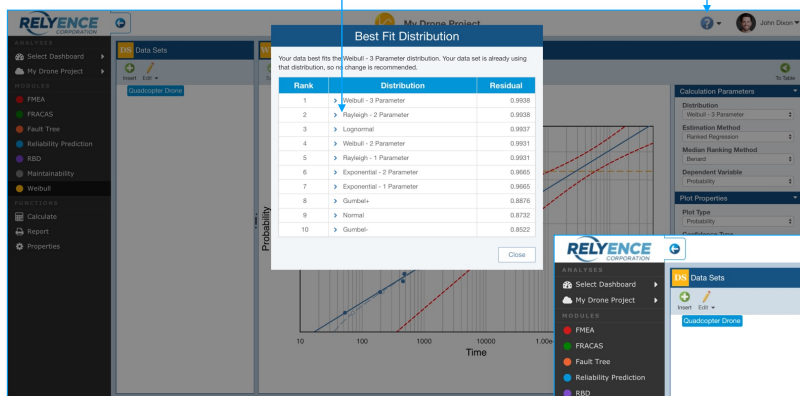 RELYENCE
CORPORATION
My Drone Project
John Dixon
ANALYSES
Select Dashboard
My Drone Project
MODULES
FMEA
FRACAS
Fault Tree
Reliability Prediction
RBD
Maintainability
Weibull
FUNCTIONS
Calculate
Report
Properties
DS Data Sets
Insert Edit
Quadcopter Drone
Best Fit Distribution
Your data best fits the Weibull - 3 Parameter distribution. Your data set is already using
that distribution, so no change is recommended.
Rank Distribution Residual
1 Weibull - 3 Parameter 0.9938
2 Rayleigh - 2 Parameter 0.9938
3 Lognormal 0.9937
4 Weibull - 2 Parameter 0.9931
5 Rayleigh - 1 Parameter 0.9931
6 Exponential - 2 Parameter 0.9665
7 Exponential - 1 Parameter 0.9665
8 Gumbel+ 0.8876
9 Normal 0.8732
10 Gumbel- 0.8522
Close
Probability
10 100 1000 10000 1.00e
Time
To Table
Calculation Parameters
Distribution
Weibull - 3 Parameter
Estimation Method
Ranked Regression
Median Ranking Method
Benard
Dependent Variable
Probability
Plot Properties
Plot Type
Probability
Confidence Type
RELYENCE
CORPORATION
ANALYSES
Select Dashboard
My Drone Project
MODULES
FMEA
FRACAS
Fault Tree
Reliability Prediction
RBD
DS Data Sets
Insert Edit
Quadcopter Drone